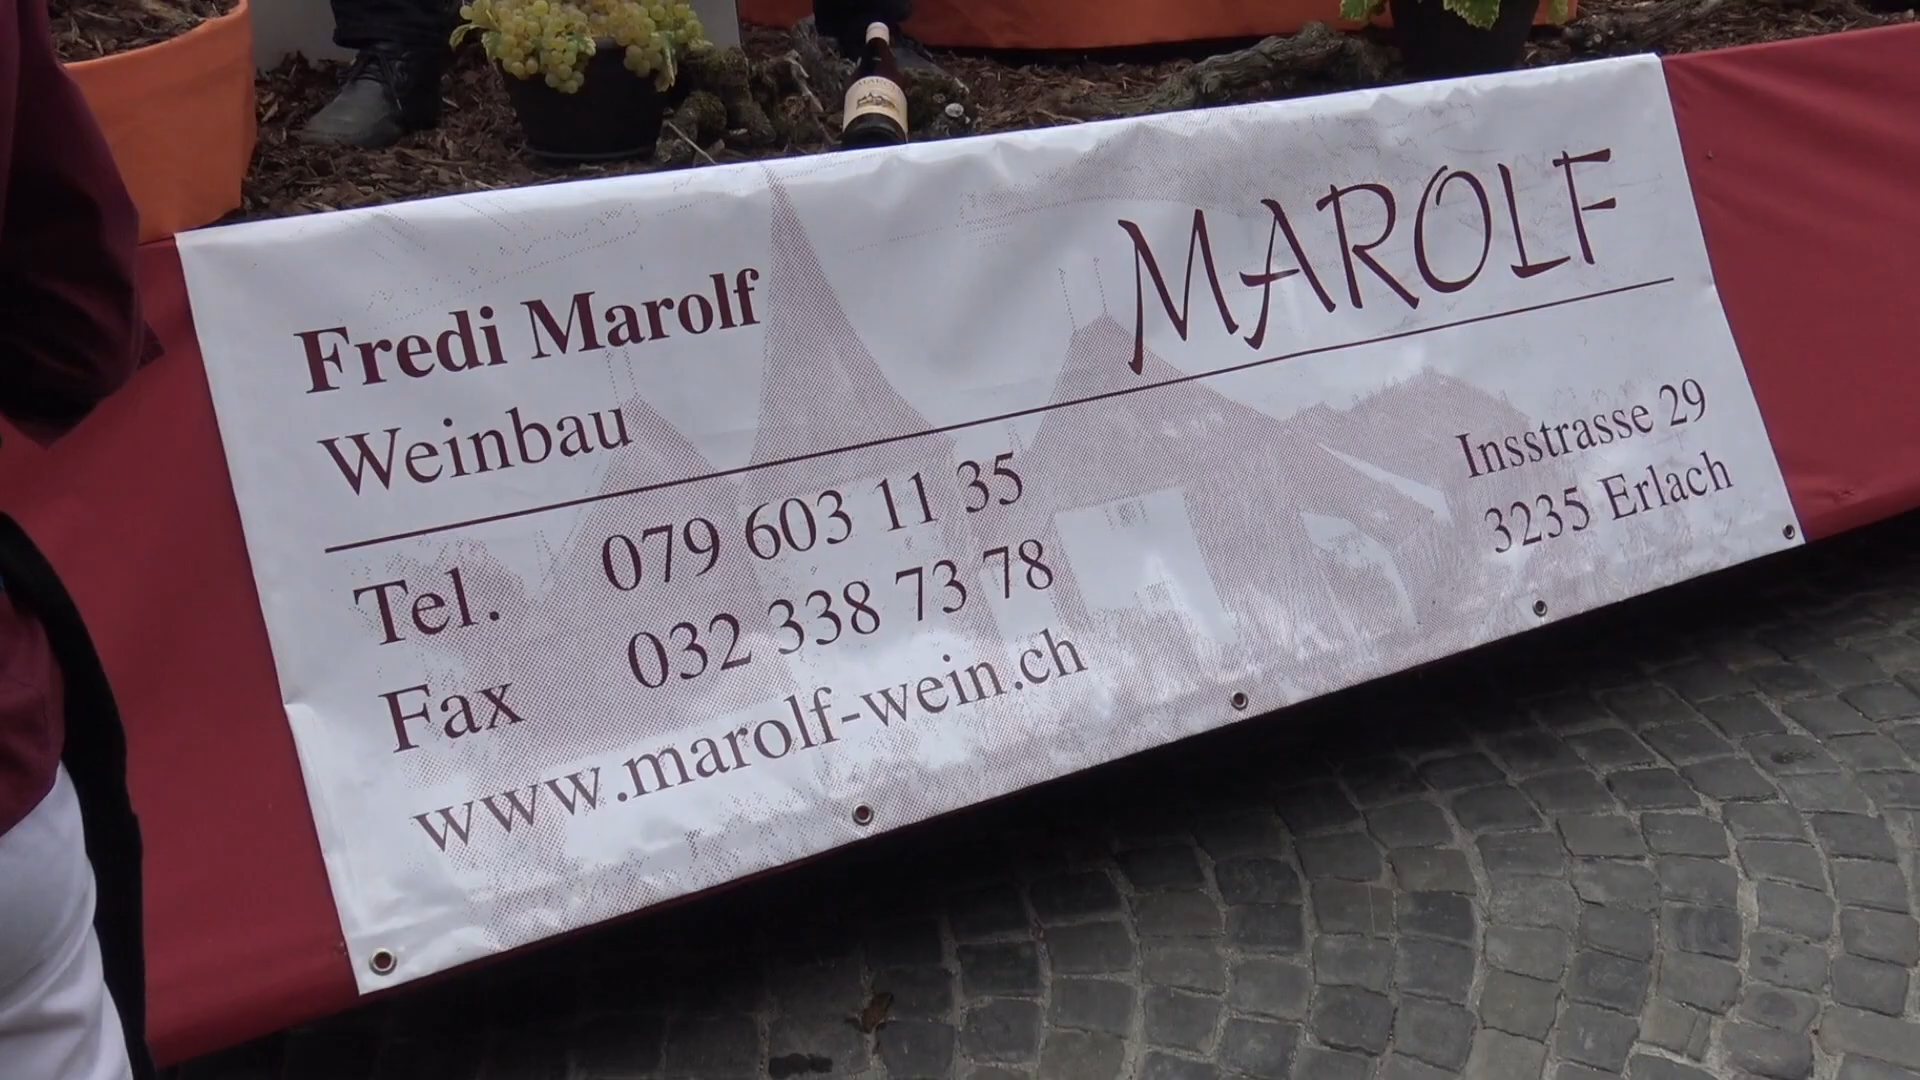 MAROLF
Fredi Marolf
Weinbau
Tel. 079 603 11 35
Fax 032 338 73 78
www.marolf-wein.ch
Insstrasse 29
3235 Erlach